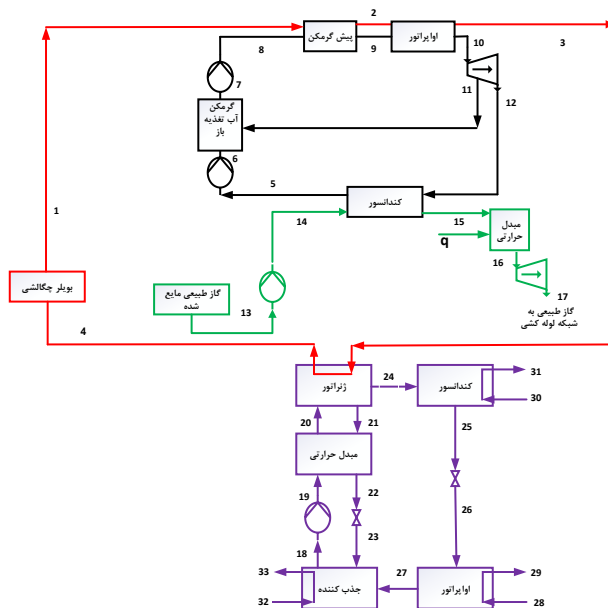 2
3
8
پیش گرمکن
9
اواپراتور
10
7
11
12
گرمکن
آب تغذیه
باز
6
5
کندانسور
1
14
15
مبدل
حرارتی
q
16
بویلر چگالشی
گاز طبیعی مایع
شده
13
17
گاز طبیعی به
شبکه لوله کشی
4
ژنراتور
24
کندانسور
31
30
20
21
25
مبدل حرارتی
22
19
26
23
18
33
جذب کننده
27
اواپراتور
29
32
28